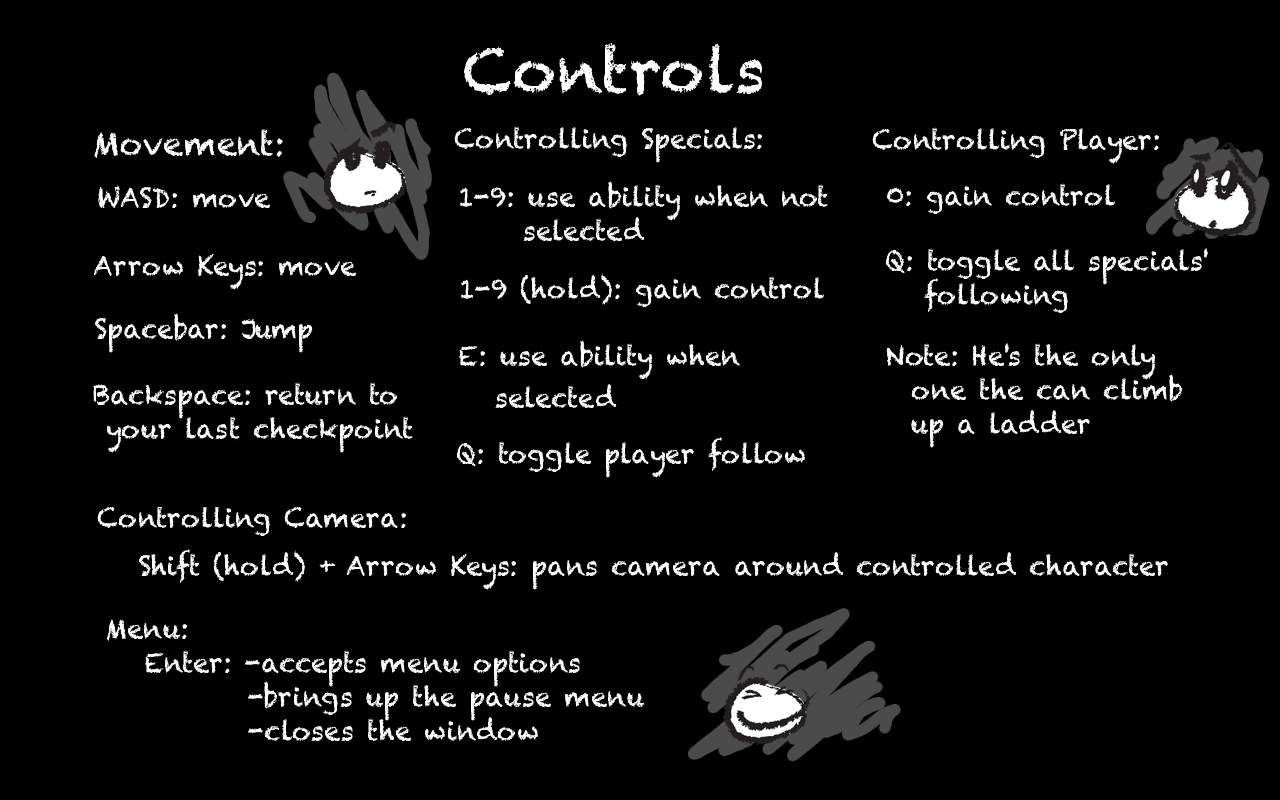 Controls
Movement:
WASD: move
Arrow Keys: move
Spacebar: Jump
Backspace: return to
your last checkpoint
Controlling Specials:
1-9: use ability when not
selected
1-9 (hold): gain control
E: use ability when
selected
Q: toggle player follow
Controlling Player:
0: gain control
Q: toggle all specials'
following
Note: He's the only
one the can climb
up a ladder
Controlling Camera:
Shift (hold) + Arrow Keys: pans camera around controlled character
Menu:
Enter: -accepts menu options
-brings up the pause menu
-closes the window